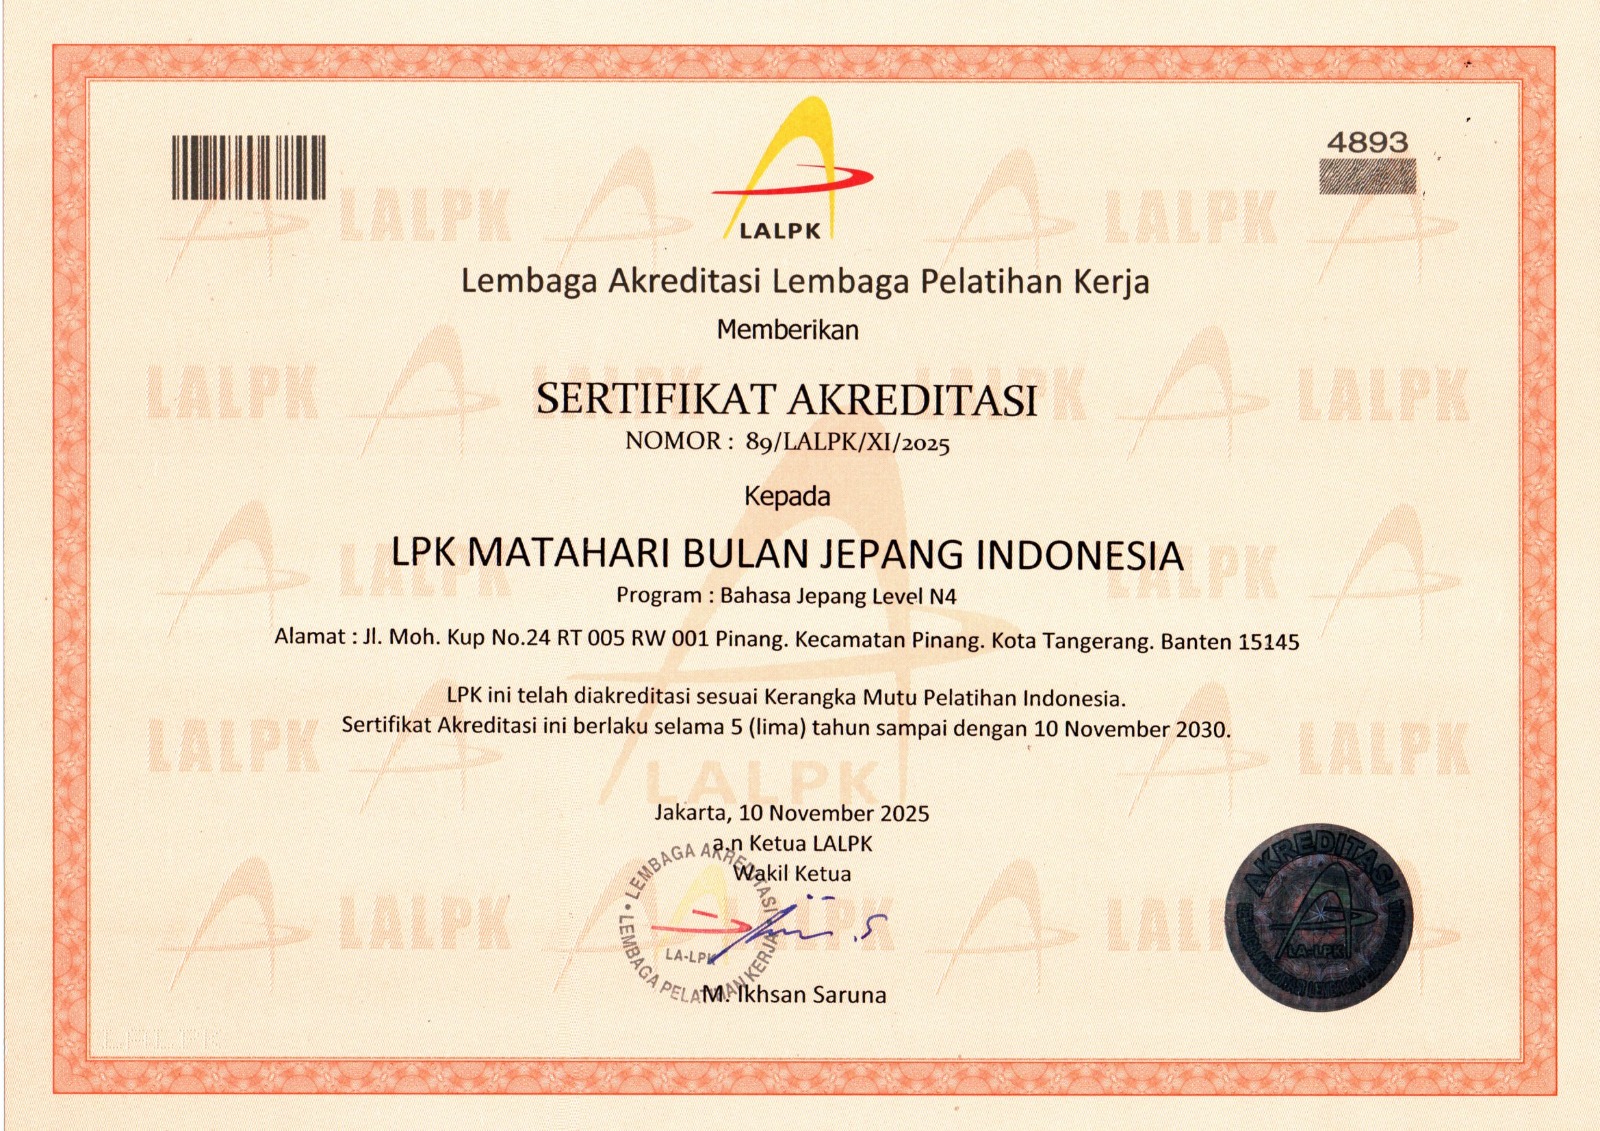 4893
LALPK
Lembaga Akreditasi Lembaga Pelatihan Kerja
Memberikan
SERTIFIKAT AKREDITASI
NOMOR : 89/LALPK/XI/2025
Kepada
LPK MATAHARI BULAN JEPANG INDONESIA
Program : Bahasa Jepang Level N4
Alamat : Jl. Moh. Kup No.24 RT 005 RW 001 Pinang. Kecamatan Pinang. Kota Tangerang. Banten 15145
LPK ini telah diakreditasi sesuai Kerangka Mutu Pelatihan Indonesia.
Sertifikat Akreditasi ini berlaku selama 5 (lima) tahun sampai dengan 10 November 2030.
LALPK
Jakarta, 10 November 2025
a.n Ketua LALPK
Wakil Ketua
LEMBAGA AKREDITASI
LEMBAGA PELATIHAN KERJA
LA-LPK
M. Ikhsan Saruna
AKREDITASI
LA-LPK